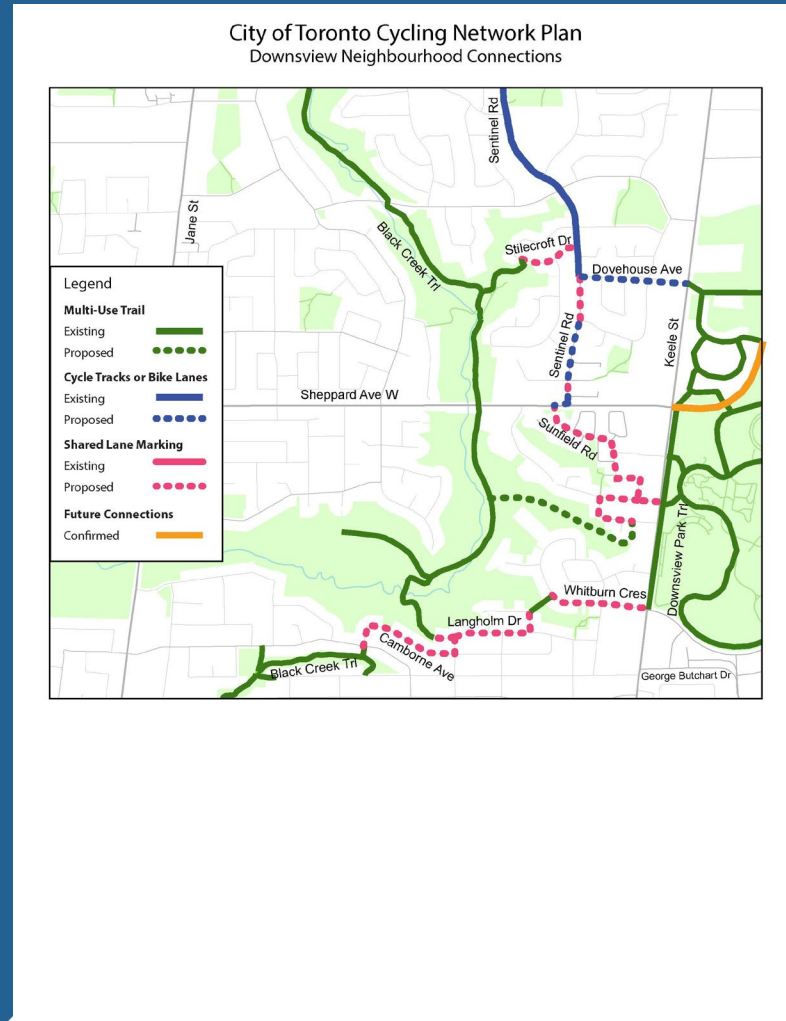 City of Toronto Cycling Network Plan
Downsview Neighbourhood Connections
Sentinel Rd
Jane St
Black Creek Trl
Stilecroft Dr
Dovehouse Ave
Legend
Multi-Use Trail
Existing
Proposed
Cycle Tracks or Bike Lanes
Existing
Proposed
Shared Lane Marking
Existing
Proposed
Future Connections
Confirmed
Sentinel Rd
Keele St
Sheppard Ave W
Sunfield Rd
Downsview Park Trl
Whitburn Cres
Langholm Dr
Camborne Ave
Black Creek Trl
George Butchart Dr